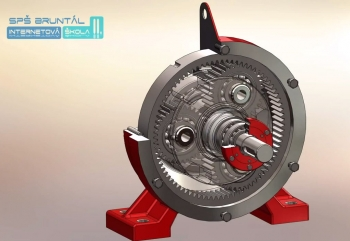 SPŠ BRUNTÁL
INTERNETOVÁ
ŠKOLA